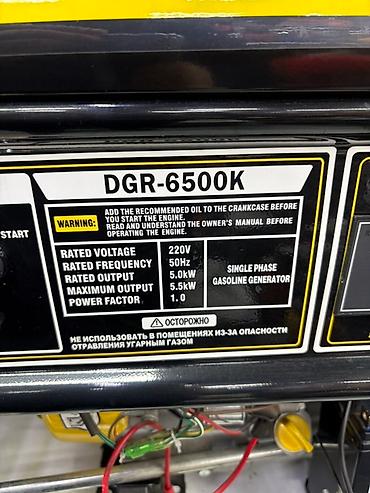 DGR-6500K
START
WARNING:
ADD THE RECOMMENDED OIL TO THE CRANKCASE BEFORE
YOU START THE ENGINE.
READ AND UNDERSTAND THE OWNER'S MANUAL BEFORE
OPERATING THE ENGINE.
RATED VOLTAGE 220V
RATED FREQUENCY 50Hz
RATED OUTPUT 5.0kW
MAXIMUM OUTPUT 5.5kW
POWER FACTOR 1.0
SINGLE PHASE
GASOLINE GENERATOR
ОСТОРОЖНО
НЕ ИСПОЛЬЗОВАТЬ В ПОМЕЩЕНИЯХ ИЗ-ЗА ОПАСНОСТИ
ОТРАВЛЕНИЯ УГАРНЫМ ГАЗОМ